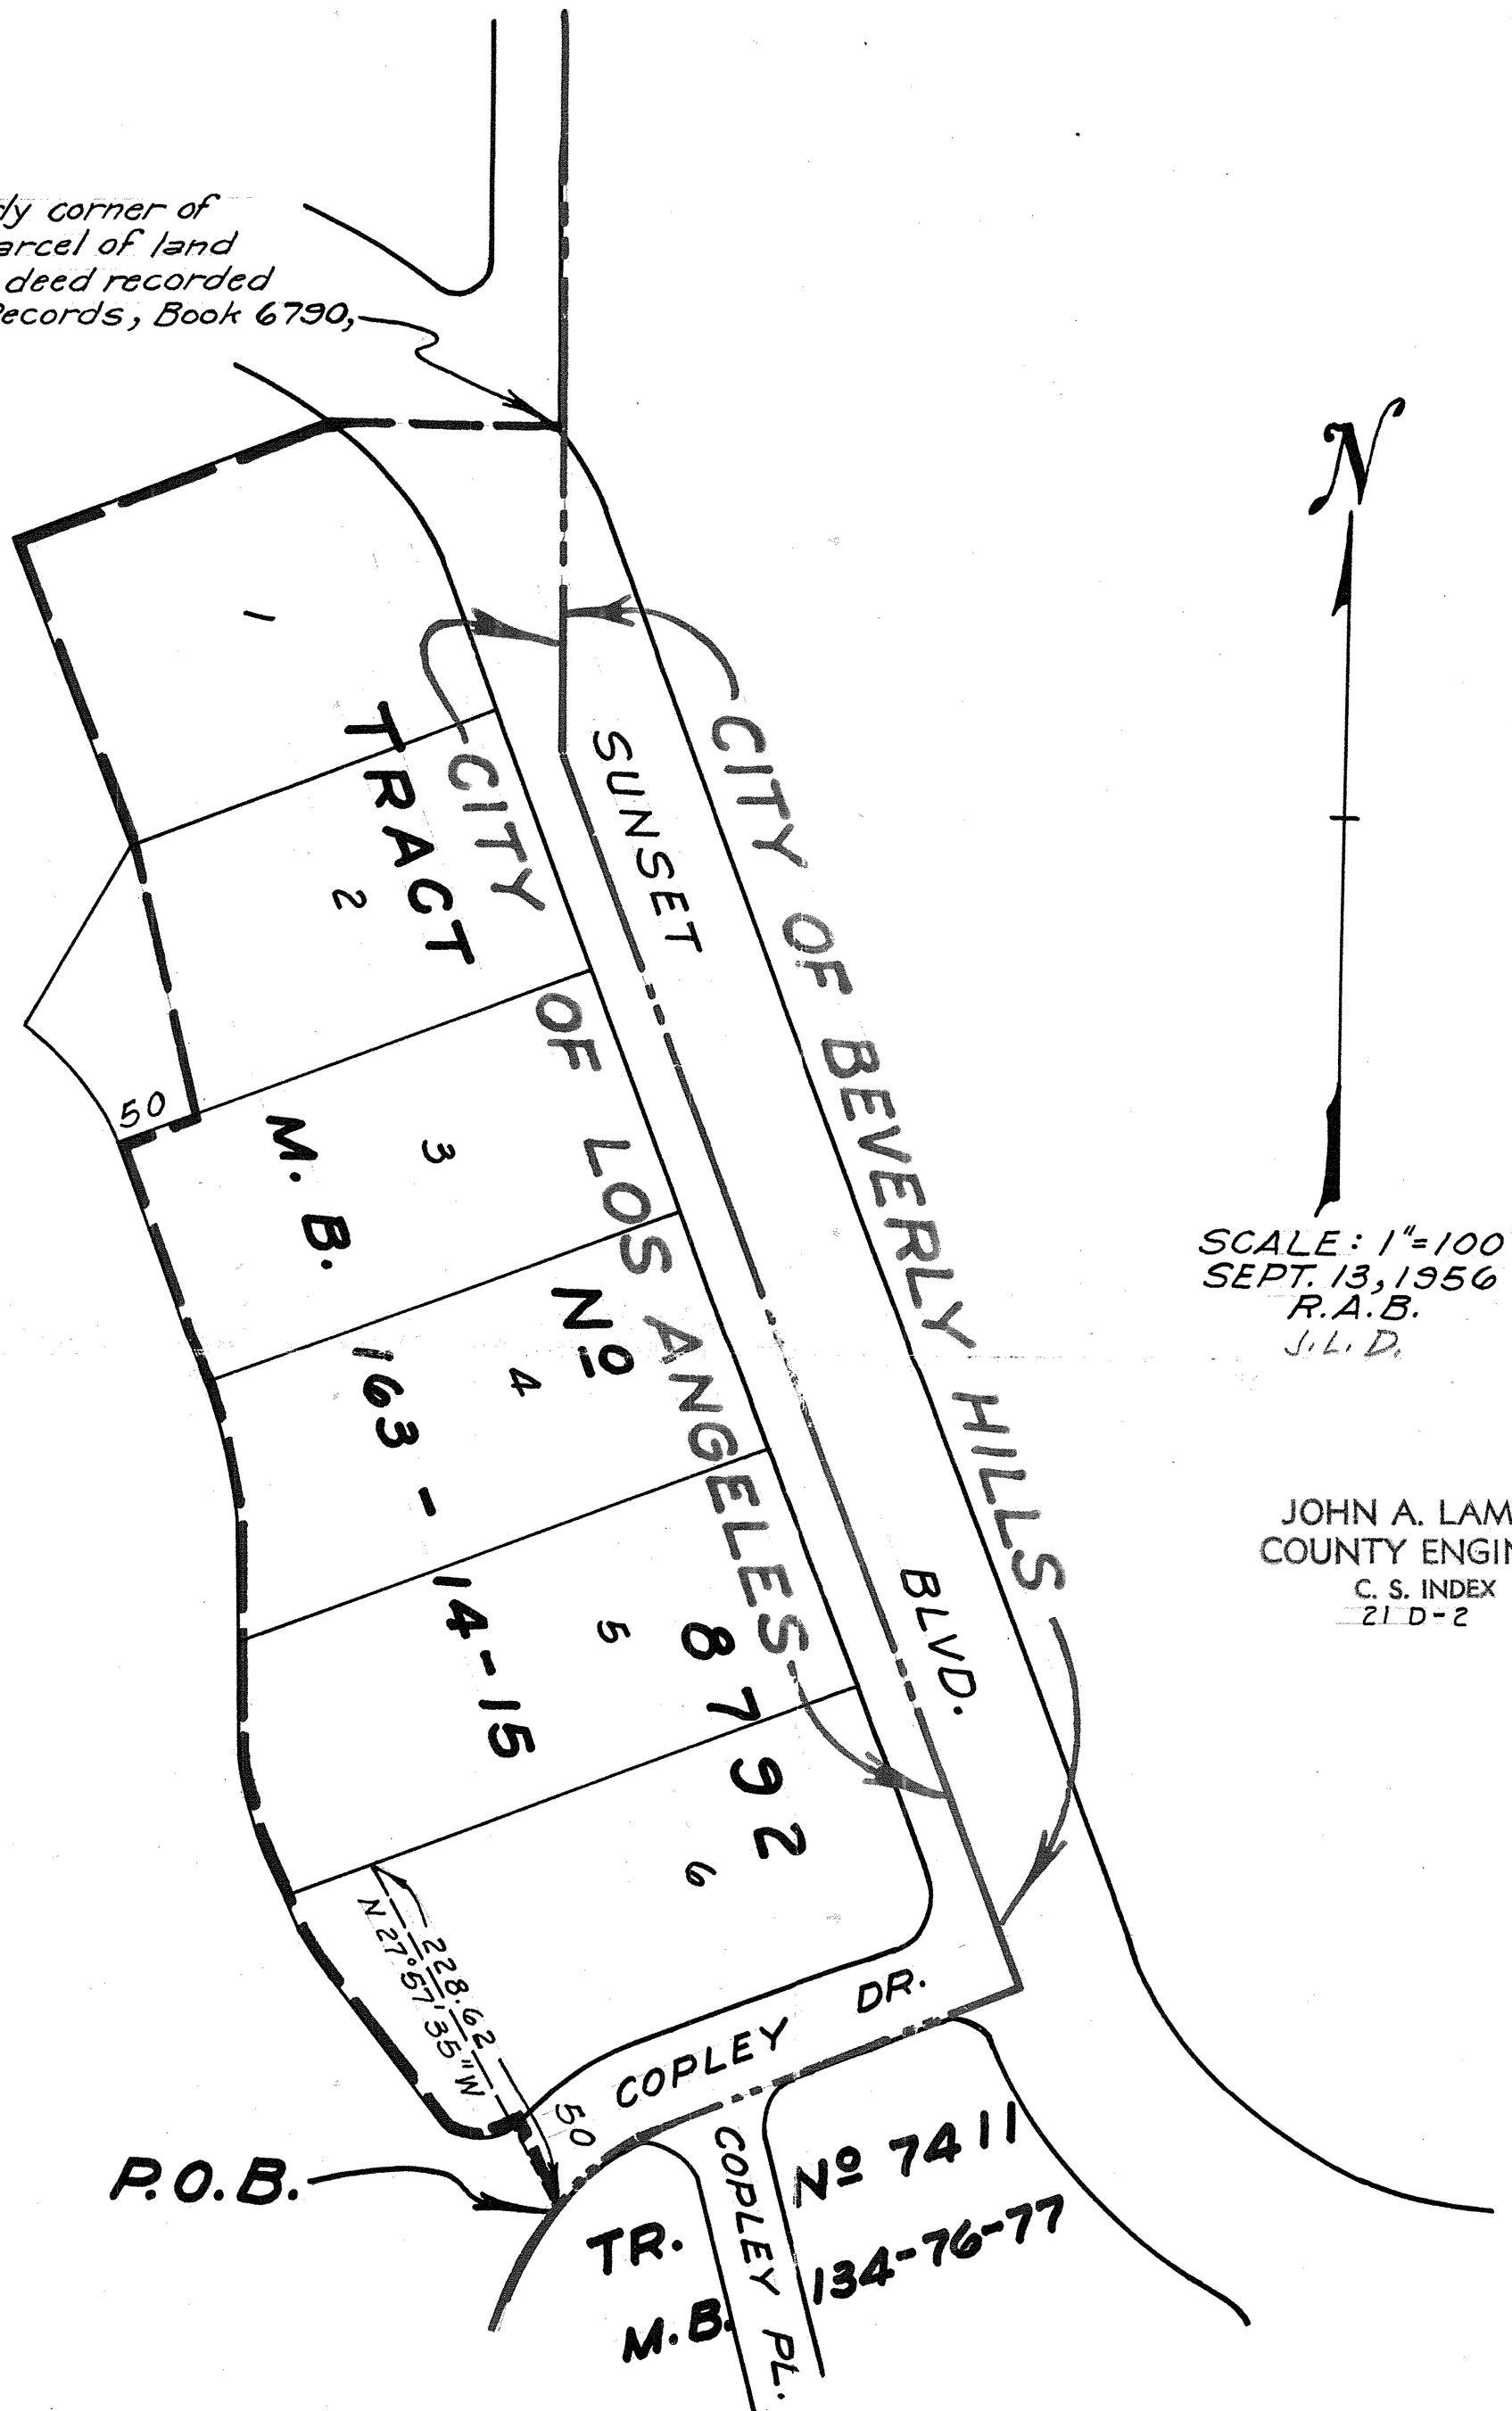 ly corner of
arcel of land
deed recorded
Records, Book 6790,
N
1
TRACT
CITY
SUNSET
CITY OF BEVERLY HILLS
2
OF LOS ANGELES
50
M. B.
3
No
4
163 -
SCALE: 1"=100
SEPT. 13, 1956
R.A.B.
J.L.D.
JOHN A. LAM
COUNTY ENGIN
C. S. INDEX
21 D-2
BLVD.
14-15
5
8792
6
228.62
N 27°57'35"W
COPLEY DR.
50
P.O.B.
COPLEY PL.
TR. No 7411
M.B. 134-76-77